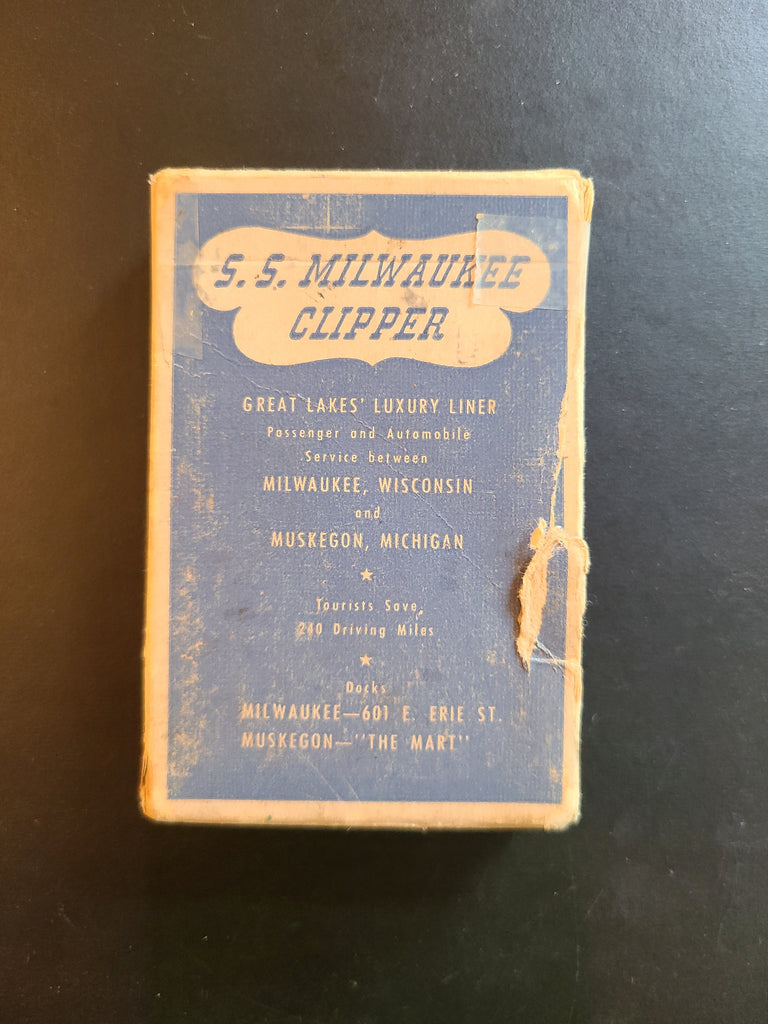 S. S. MILWAUKEE
CLIPPER
GREAT LAKES' LUXURY LINER
Passenger and Automobile
Service between
MILWAUKEE, WISCONSIN
and
MUSKEGON, MICHIGAN
Tourists Save
240 Driving Miles
Docks
MILWAUKEE—601 E. ERIE ST.
MUSKEGON—"THE MART"